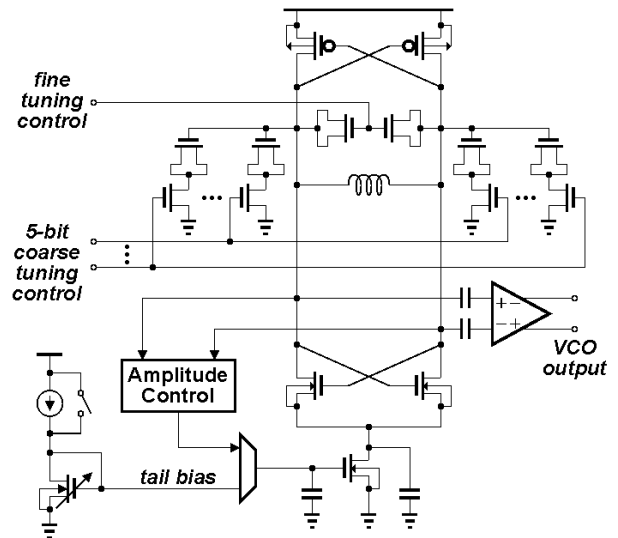 fine
tuning
control
5-bit
coarse
tuning
control
+ −
− +
VCO
output
Amplitude
Control
tail bias